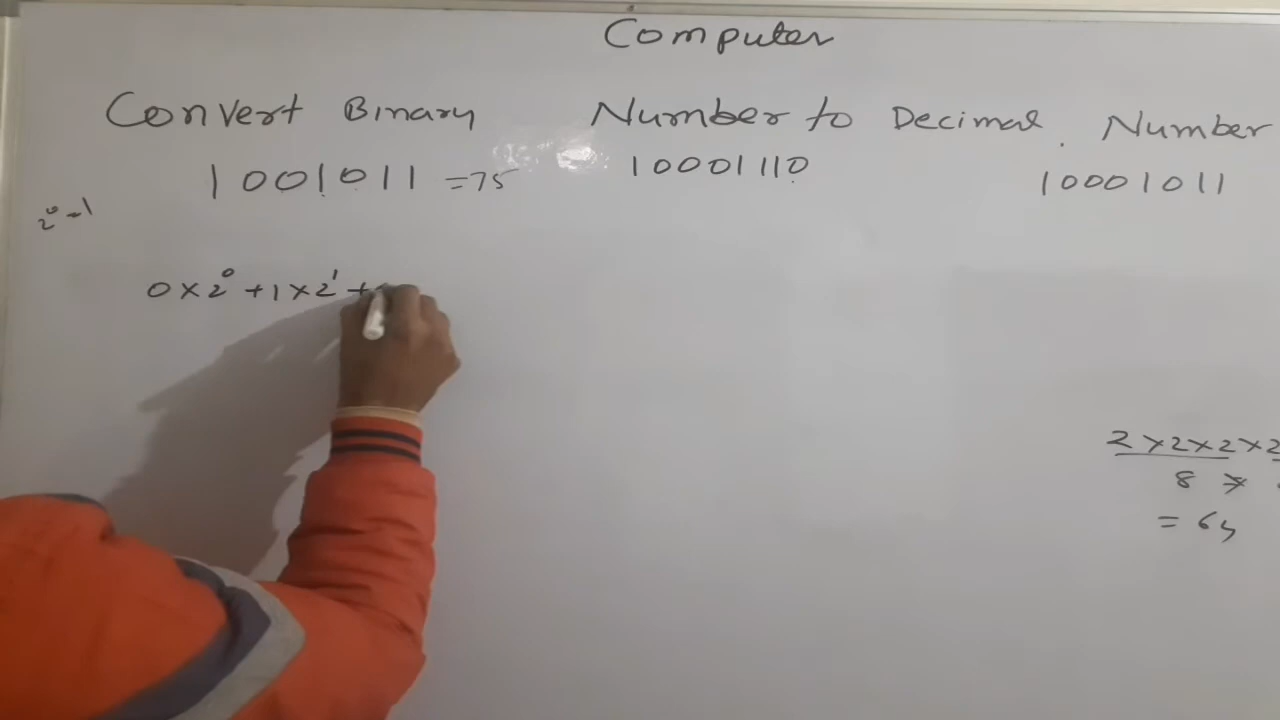 Computer
Convert Binary Number to Decimal Number
1001011 =75 10001110 10001011
2⁰-1
0×2⁰+1×2¹+
2×2×2×2
8 ×
= 64